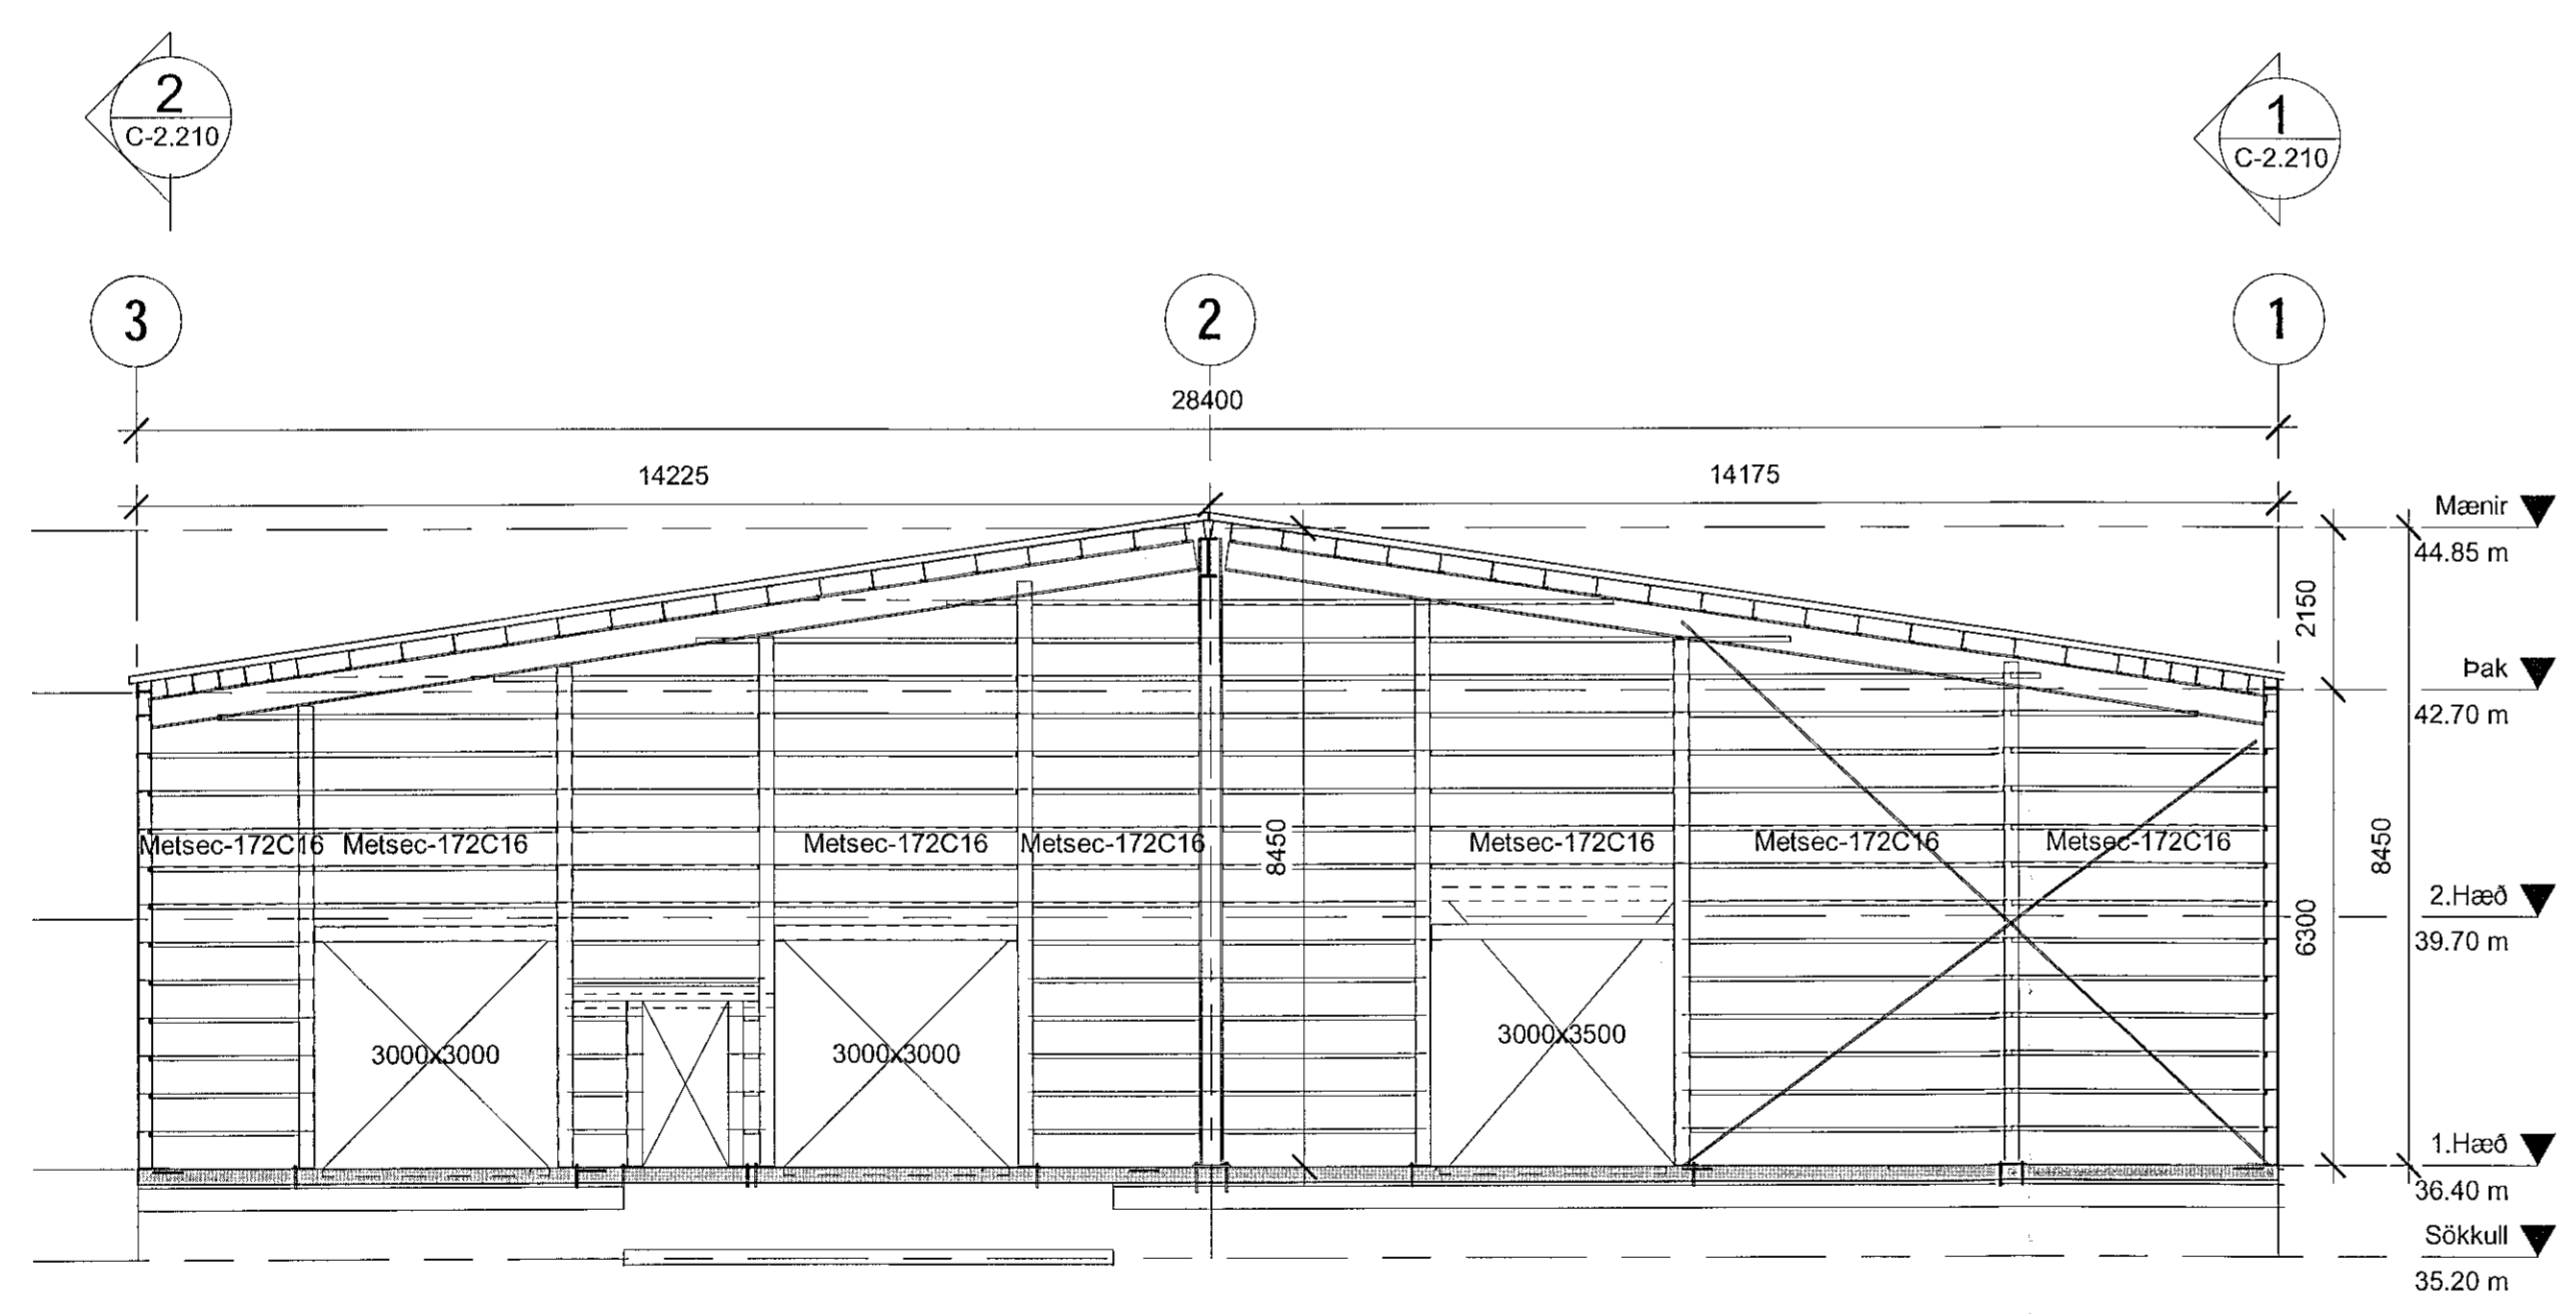 2
C-2.210
1
C-2.210
3
2
1
28400
14225
14175
Mænir
44.85 m
2150
Þak
42.70 m
Metsec-172C16
Metsec-172C16
Metsec-172C16
Metsec-172C16
8450
Metsec-172C16
Metsec-172C16
Metsec-172C16
8450
2.Hæð
39.70 m
6300
3000x3000
3000x3000
3000x3500
1.Hæð
36.40 m
Sökkull
35.20 m